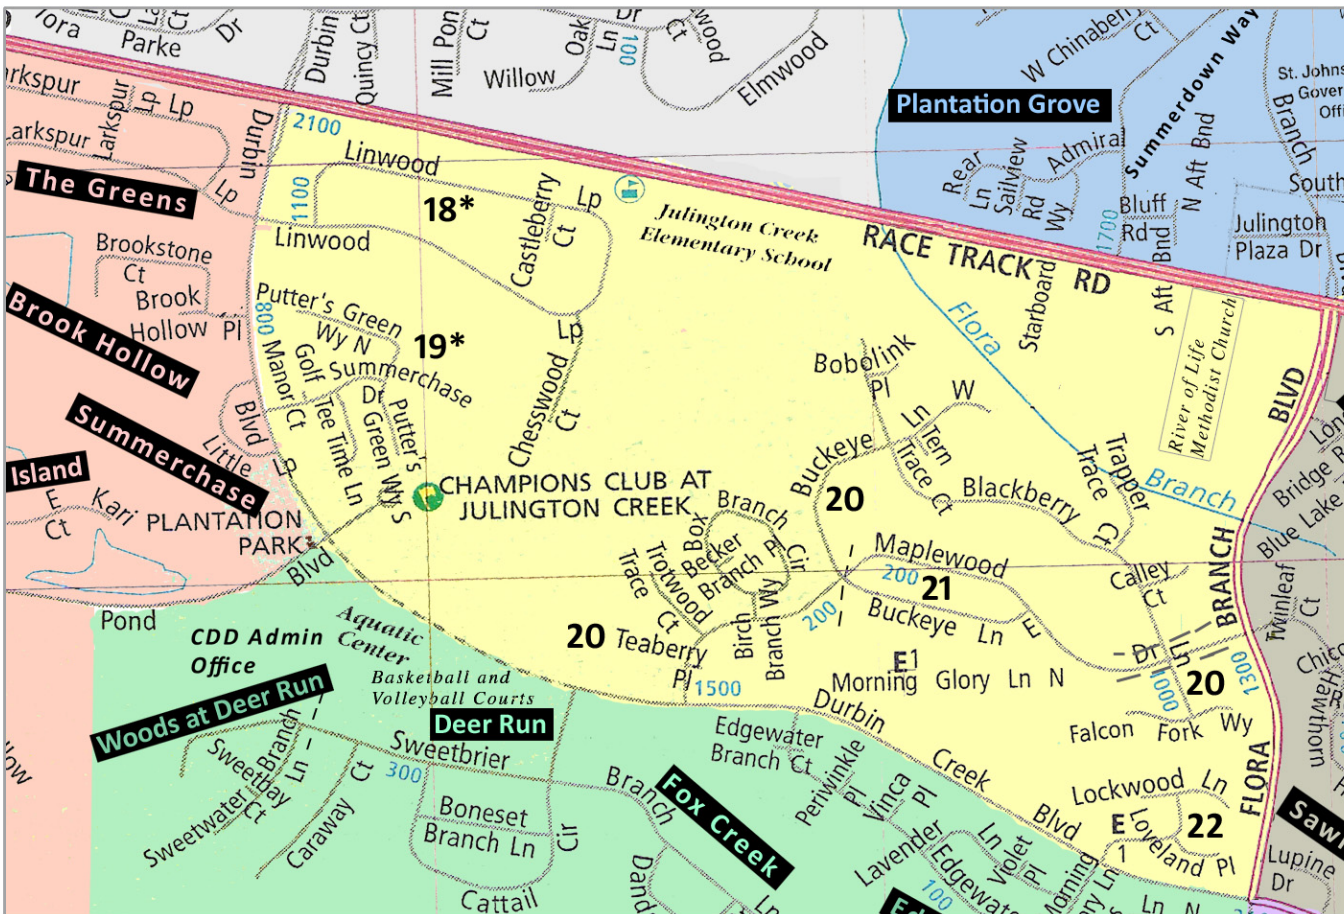 Parke
Dr
Durbin
Quincy Ct
Mill Pon
Ct
Willow
Oak
Ln
Dr
100
Ct
Elmwood
W Chinaberry
Ct
Summerdown Way
St. Johns
Branch
Plantation Grove
Larkspur
Lp
Lp
Durbin
2100
Linwood
Lp
Castleberry
Ct
Julington Creek
Elementary School
Rear
Ln
Sailview
Rd
Admiral
Wy
Bluff
Rd
N Aft Bnd
1700
South
Julington
Plaza Dr
The Greens
Lp
1100
18*
Linwood
RACE TRACK RD
Starboard
S Aft Bnd
River of Life
Methodist Church
Flora
Branch
Brookstone
Ct
Brook
Hollow Pl
Brook Hollow
800
Putter's Green
Wy N
19*
Summerchase
Dr
Manor Ct
Golf
Tee Time Ln
Putter's
Green Wy S
Lp
Chesswood
Ct
Bobolink
Pl
W
Tern
Ln
Trace Ct
Buckeye
Trapper
Trace
Ct
Blackberry
BLVD
Blvd
Little
Lp
Summerchase
Island
E
Kari
Ct
PLANTATION
PARK
CHAMPIONS CLUB AT
JULINGTON CREEK
20
Branch
Box
Becker
Branch Pl
Cir
Trotwood
Trace
Ct
Maplewood
200
21
Buckeye Ln
E
200
Birch
Branch Wy
20
Teaberry
Pl
1500
Calley
Ct
BRANCH
Bridge
Blue Lake
Twinleaf
Ct
Dr
Ln
1000
20
1300
Hawthorn
Blvd
Pond
CDD Admin
Office
Aquatic
Center
Basketball and
Volleyball Courts
E1
Morning Glory Ln N
Falcon Fork Wy
Durbin
Creek
Blvd
FLORA
Woods at Deer Run
Deer Run
Sweetbrier
Branch
Cir
300
Sweetbay
Branch
Ln
Sweetwater
Ct
Caraway
Ct
Boneset
Branch Ln
Cattail
Fox Creek
Ln
Edgewater
Branch Ct
Periwinkle
Pl
Vinca
Pl
Lavender
Ln
Violet
Pl
100
Morning
Ln N
Lockwood Ln
E
1
Loveland Pl
22
Lupine
Dr